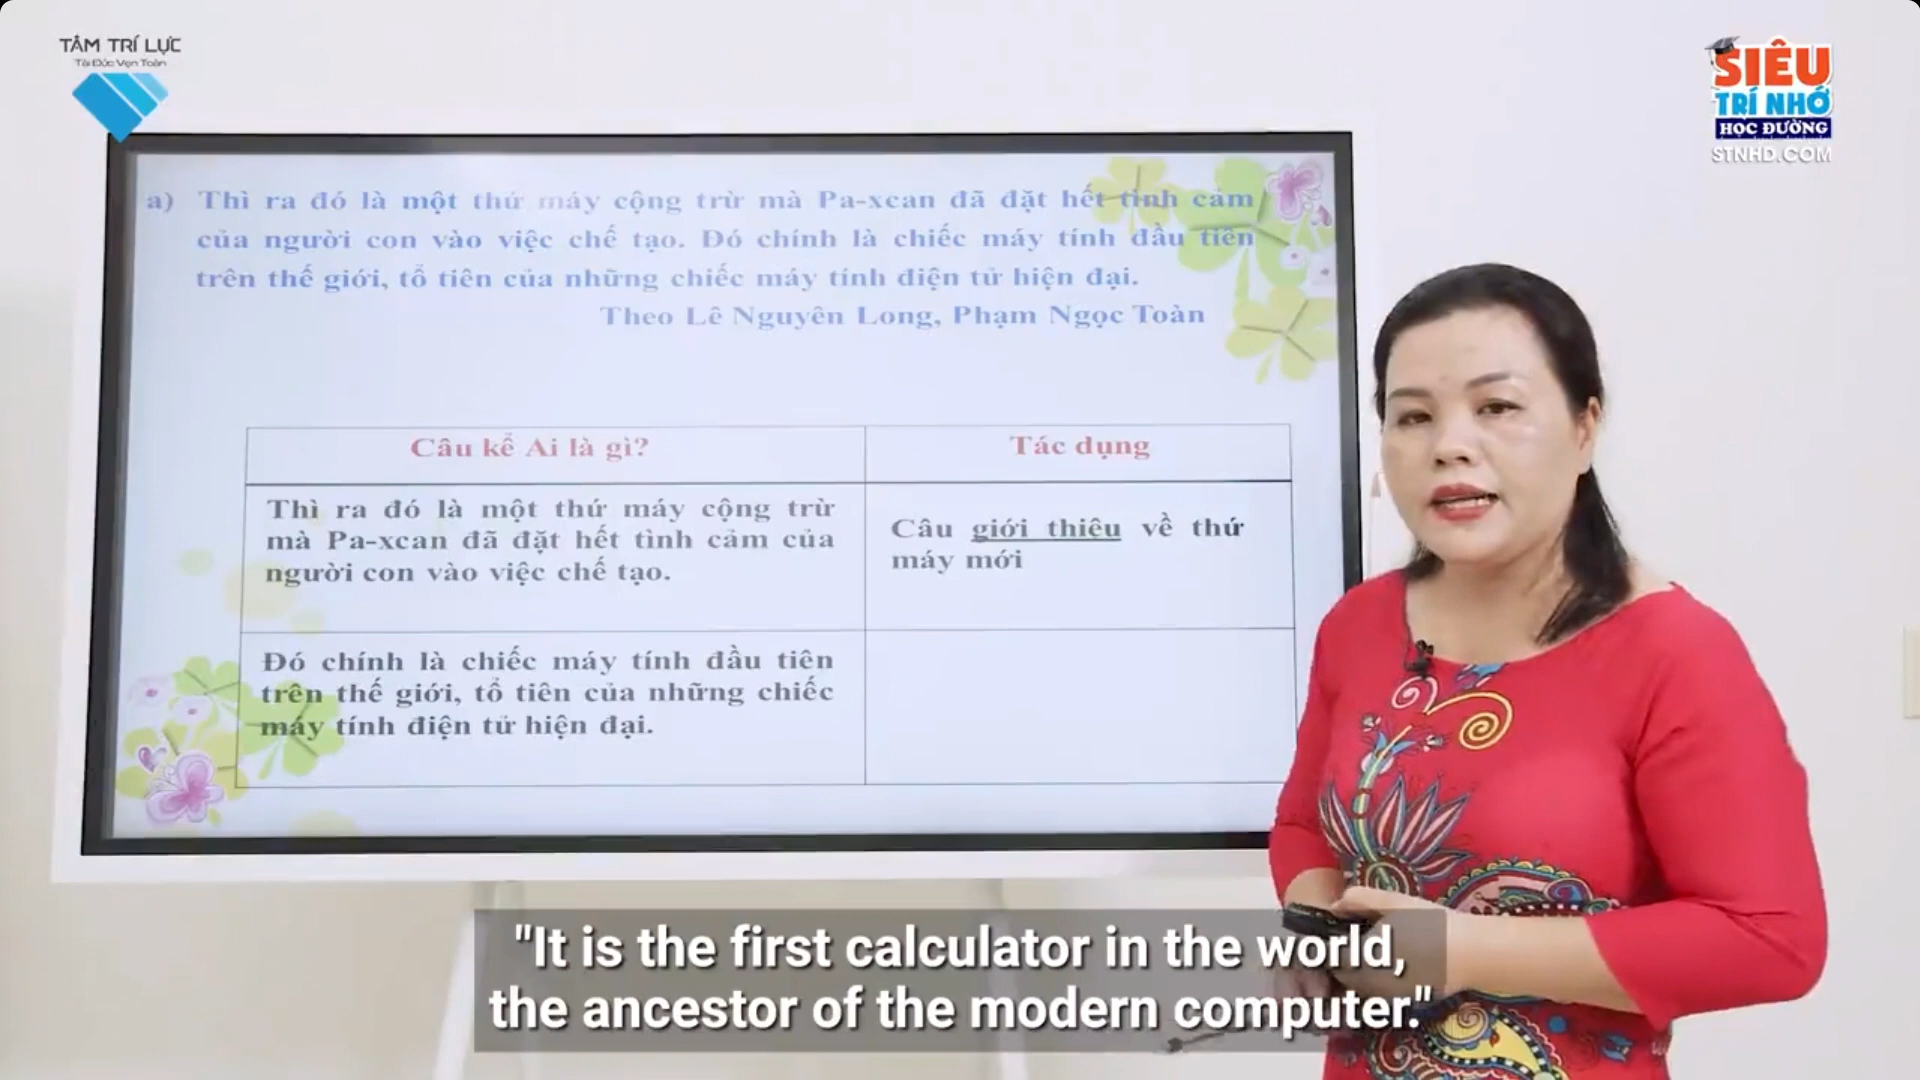 TÂM TRÍ LỰC
Tài Đức Vẹn Toàn
SIÊU
TRÍ NHỚ
HỌC ĐƯỜNG
STNHD.COM
a) Thì ra đó là một thứ máy cộng trừ mà Pa-xcan đã đặt hết tình cảm
của người con vào việc chế tạo. Đó chính là chiếc máy tính đầu tiên
trên thế giới, tổ tiên của những chiếc máy tính điện tử hiện đại.
Theo Lê Nguyên Long, Phạm Ngọc Toàn
Câu kể Ai là gì?
Tác dụng
Thì ra đó là một thứ máy cộng trừ
mà Pa-xcan đã đặt hết tình cảm của
người con vào việc chế tạo.
Câu giới thiệu về thứ
máy mới
Đó chính là chiếc máy tính đầu tiên
trên thế giới, tổ tiên của những chiếc
máy tính điện tử hiện đại.
"It is the first calculator in the world,
the ancestor of the modern computer."